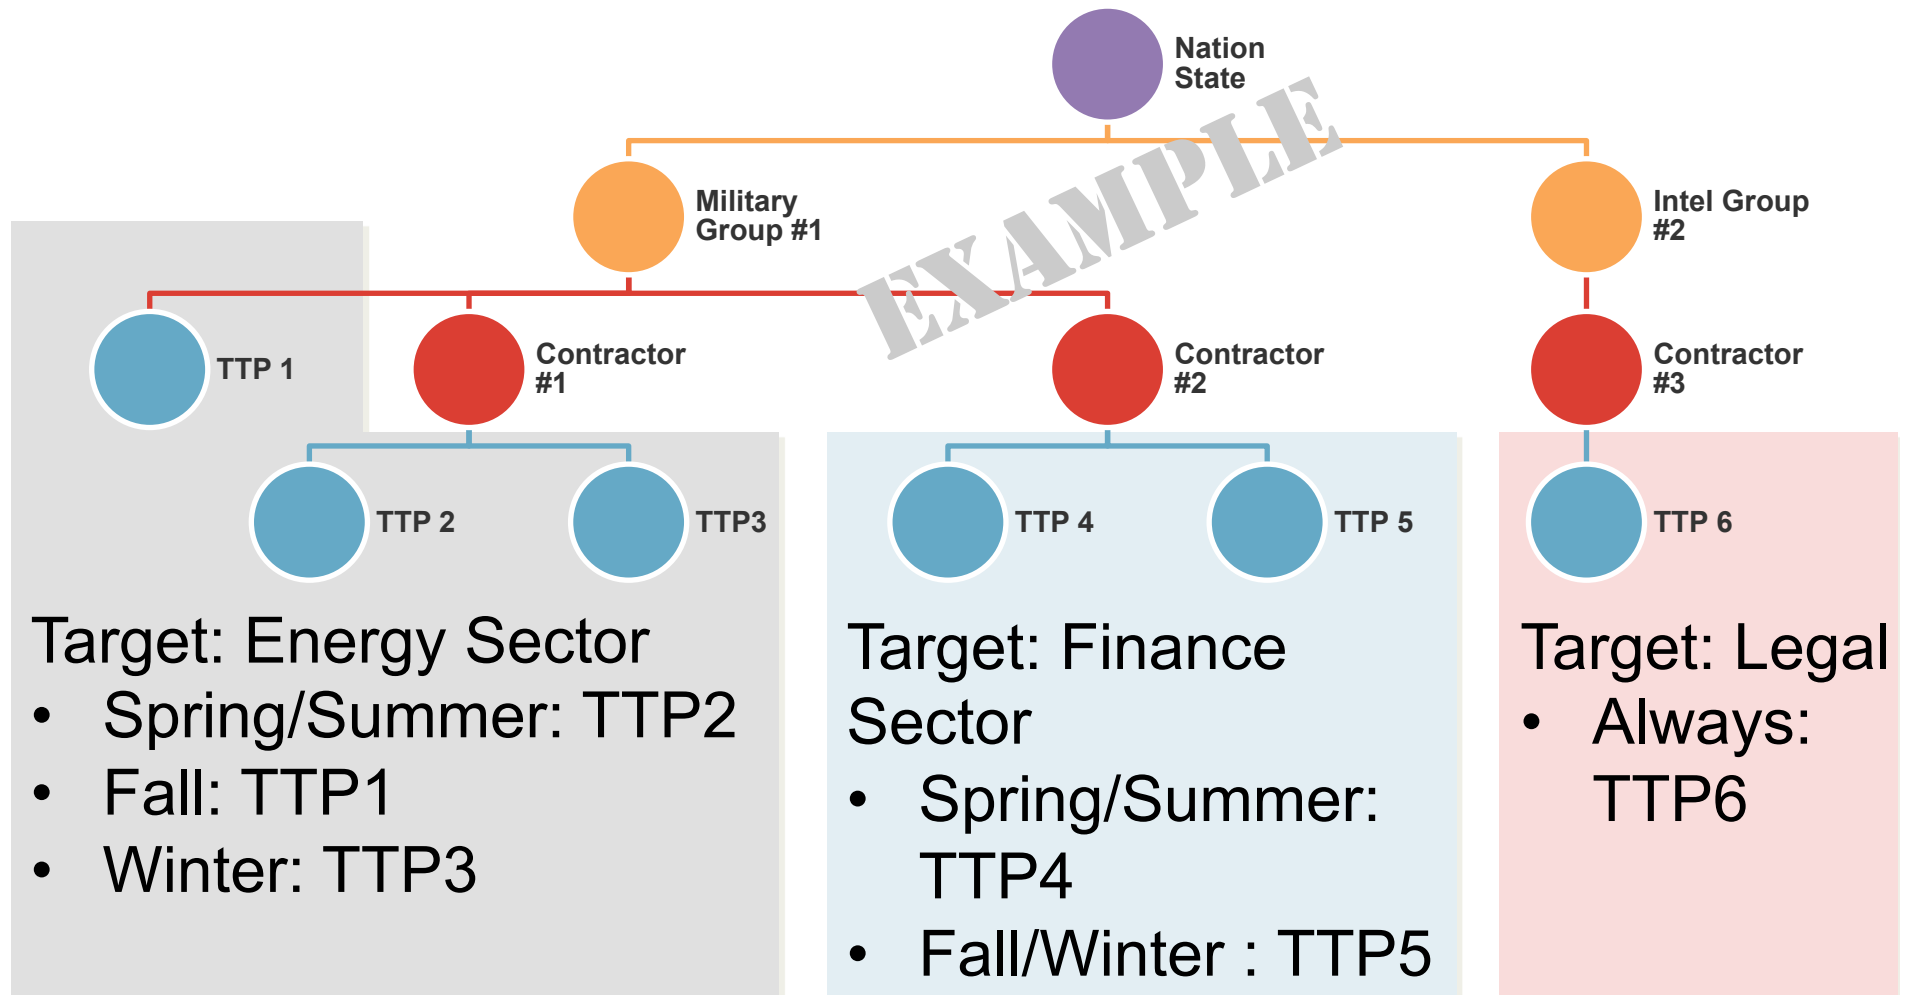 Nation
State
EXAMPLE
Military
Group #1
Intel Group
#2
TTP 1
Contractor
#1
Contractor
#2
Contractor
#3
TTP 2
TTP3
TTP 4
TTP 5
TTP 6
Target: Energy Sector
• Spring/Summer: TTP2
• Fall: TTP1
• Winter: TTP3
Target: Finance
Sector
• Spring/Summer:
TTP4
• Fall/Winter : TTP5
Target: Legal
• Always:
TTP6